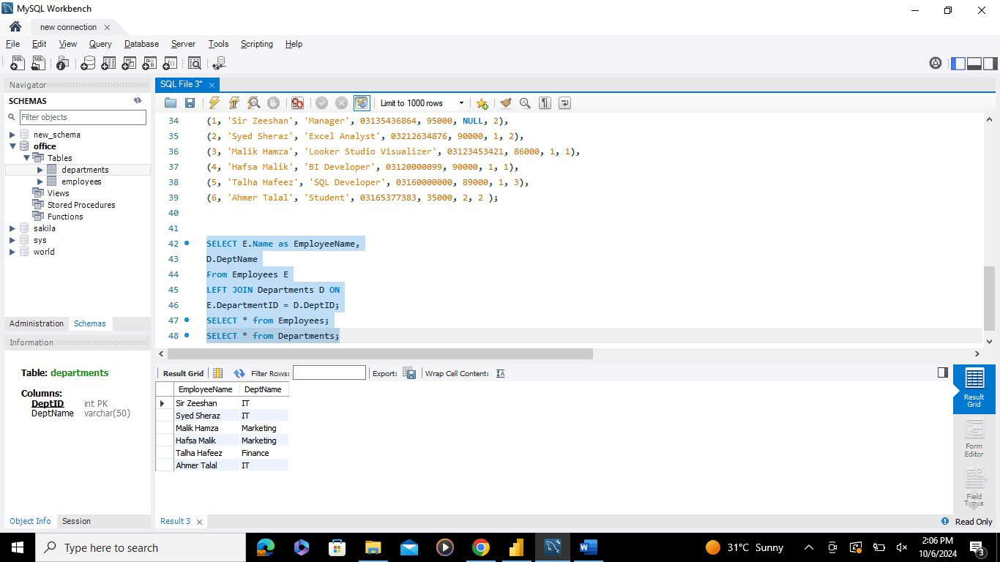 MySQL Workbench
new connection
File Edit View Query Database Server Tools Scripting Help
Navigator
SCHEMAS
Filter objects
new_schema
office
Tables
departments
employees
Views
Stored Procedures
Functions
sakila
sys
world
Administration Schemas
Information
Table: departments
Columns:
DeptID int PK
DeptName varchar(50)
Object Info Session
SQL File 3*
Limit to 1000 rows
34 (1, 'Sir Zeeshan', 'Manager', 03135436864, 95000, NULL, 2),
35 (2, 'Syed Sheraz', 'Excel Analyst', 03212634876, 90000, 1, 2),
36 (3, 'Malik Hamza', 'Looker Studio Visualizer', 03123453421, 86000, 1, 1),
37 (4, 'Hafsa Malik', 'BI Developer', 03120000099, 90000, 1, 1),
38 (5, 'Talha Hafeez', 'SQL Developer', 03160000000, 89000, 1, 3),
39 (6, 'Ahmer Talal', 'Student', 03165377383, 35000, 2, 2 );
40
41
42 SELECT E.Name as EmployeeName,
43 D.DeptName
44 From Employees E
45 LEFT JOIN Departments D ON
46 E.DepartmentID = D.DeptID;
47 SELECT * from Employees;
48 SELECT * from Departments;
Result Grid Filter Rows: Export: Wrap Cell Content:
EmployeeName DeptName
Sir Zeeshan IT
Syed Sheraz IT
Malik Hamza Marketing
Hafsa Malik Marketing
Talha Hafeez Finance
Ahmer Talal IT
Result Grid
Form Editor
Field Types
Result 3
Read Only
Type here to search
31°C Sunny
2:06 PM
10/6/2024
3